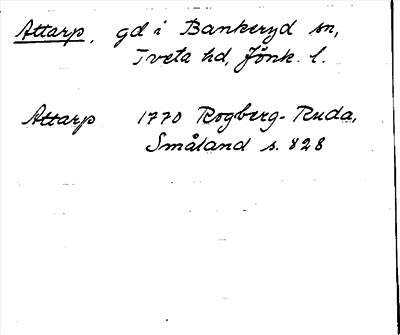 Attarp, gd i Bankeryd sn,
Tveta hd, Jönk. l.
Attarp 1770 Rogberg-Ruda,
Småland s. 828